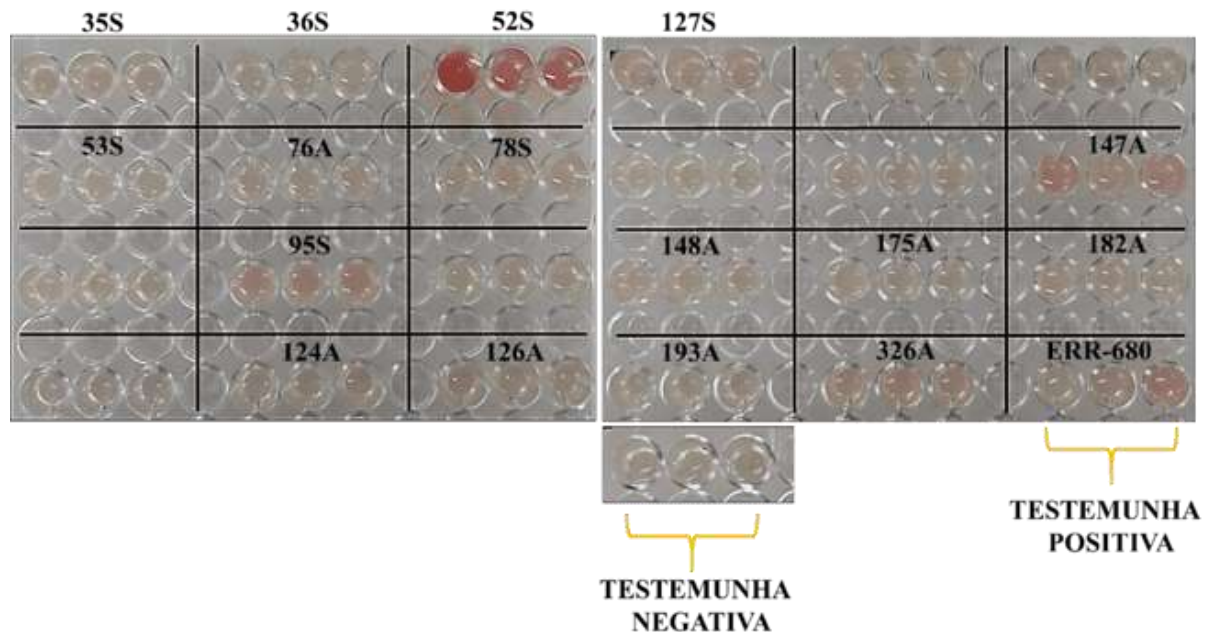 35S 36S 52S 127S
53S 76A 78S 147A
95S 148A 175A 182A
124A 126A 193A 326A ERR-680
TESTEMUNHA
POSITIVA
TESTEMUNHA
NEGATIVA